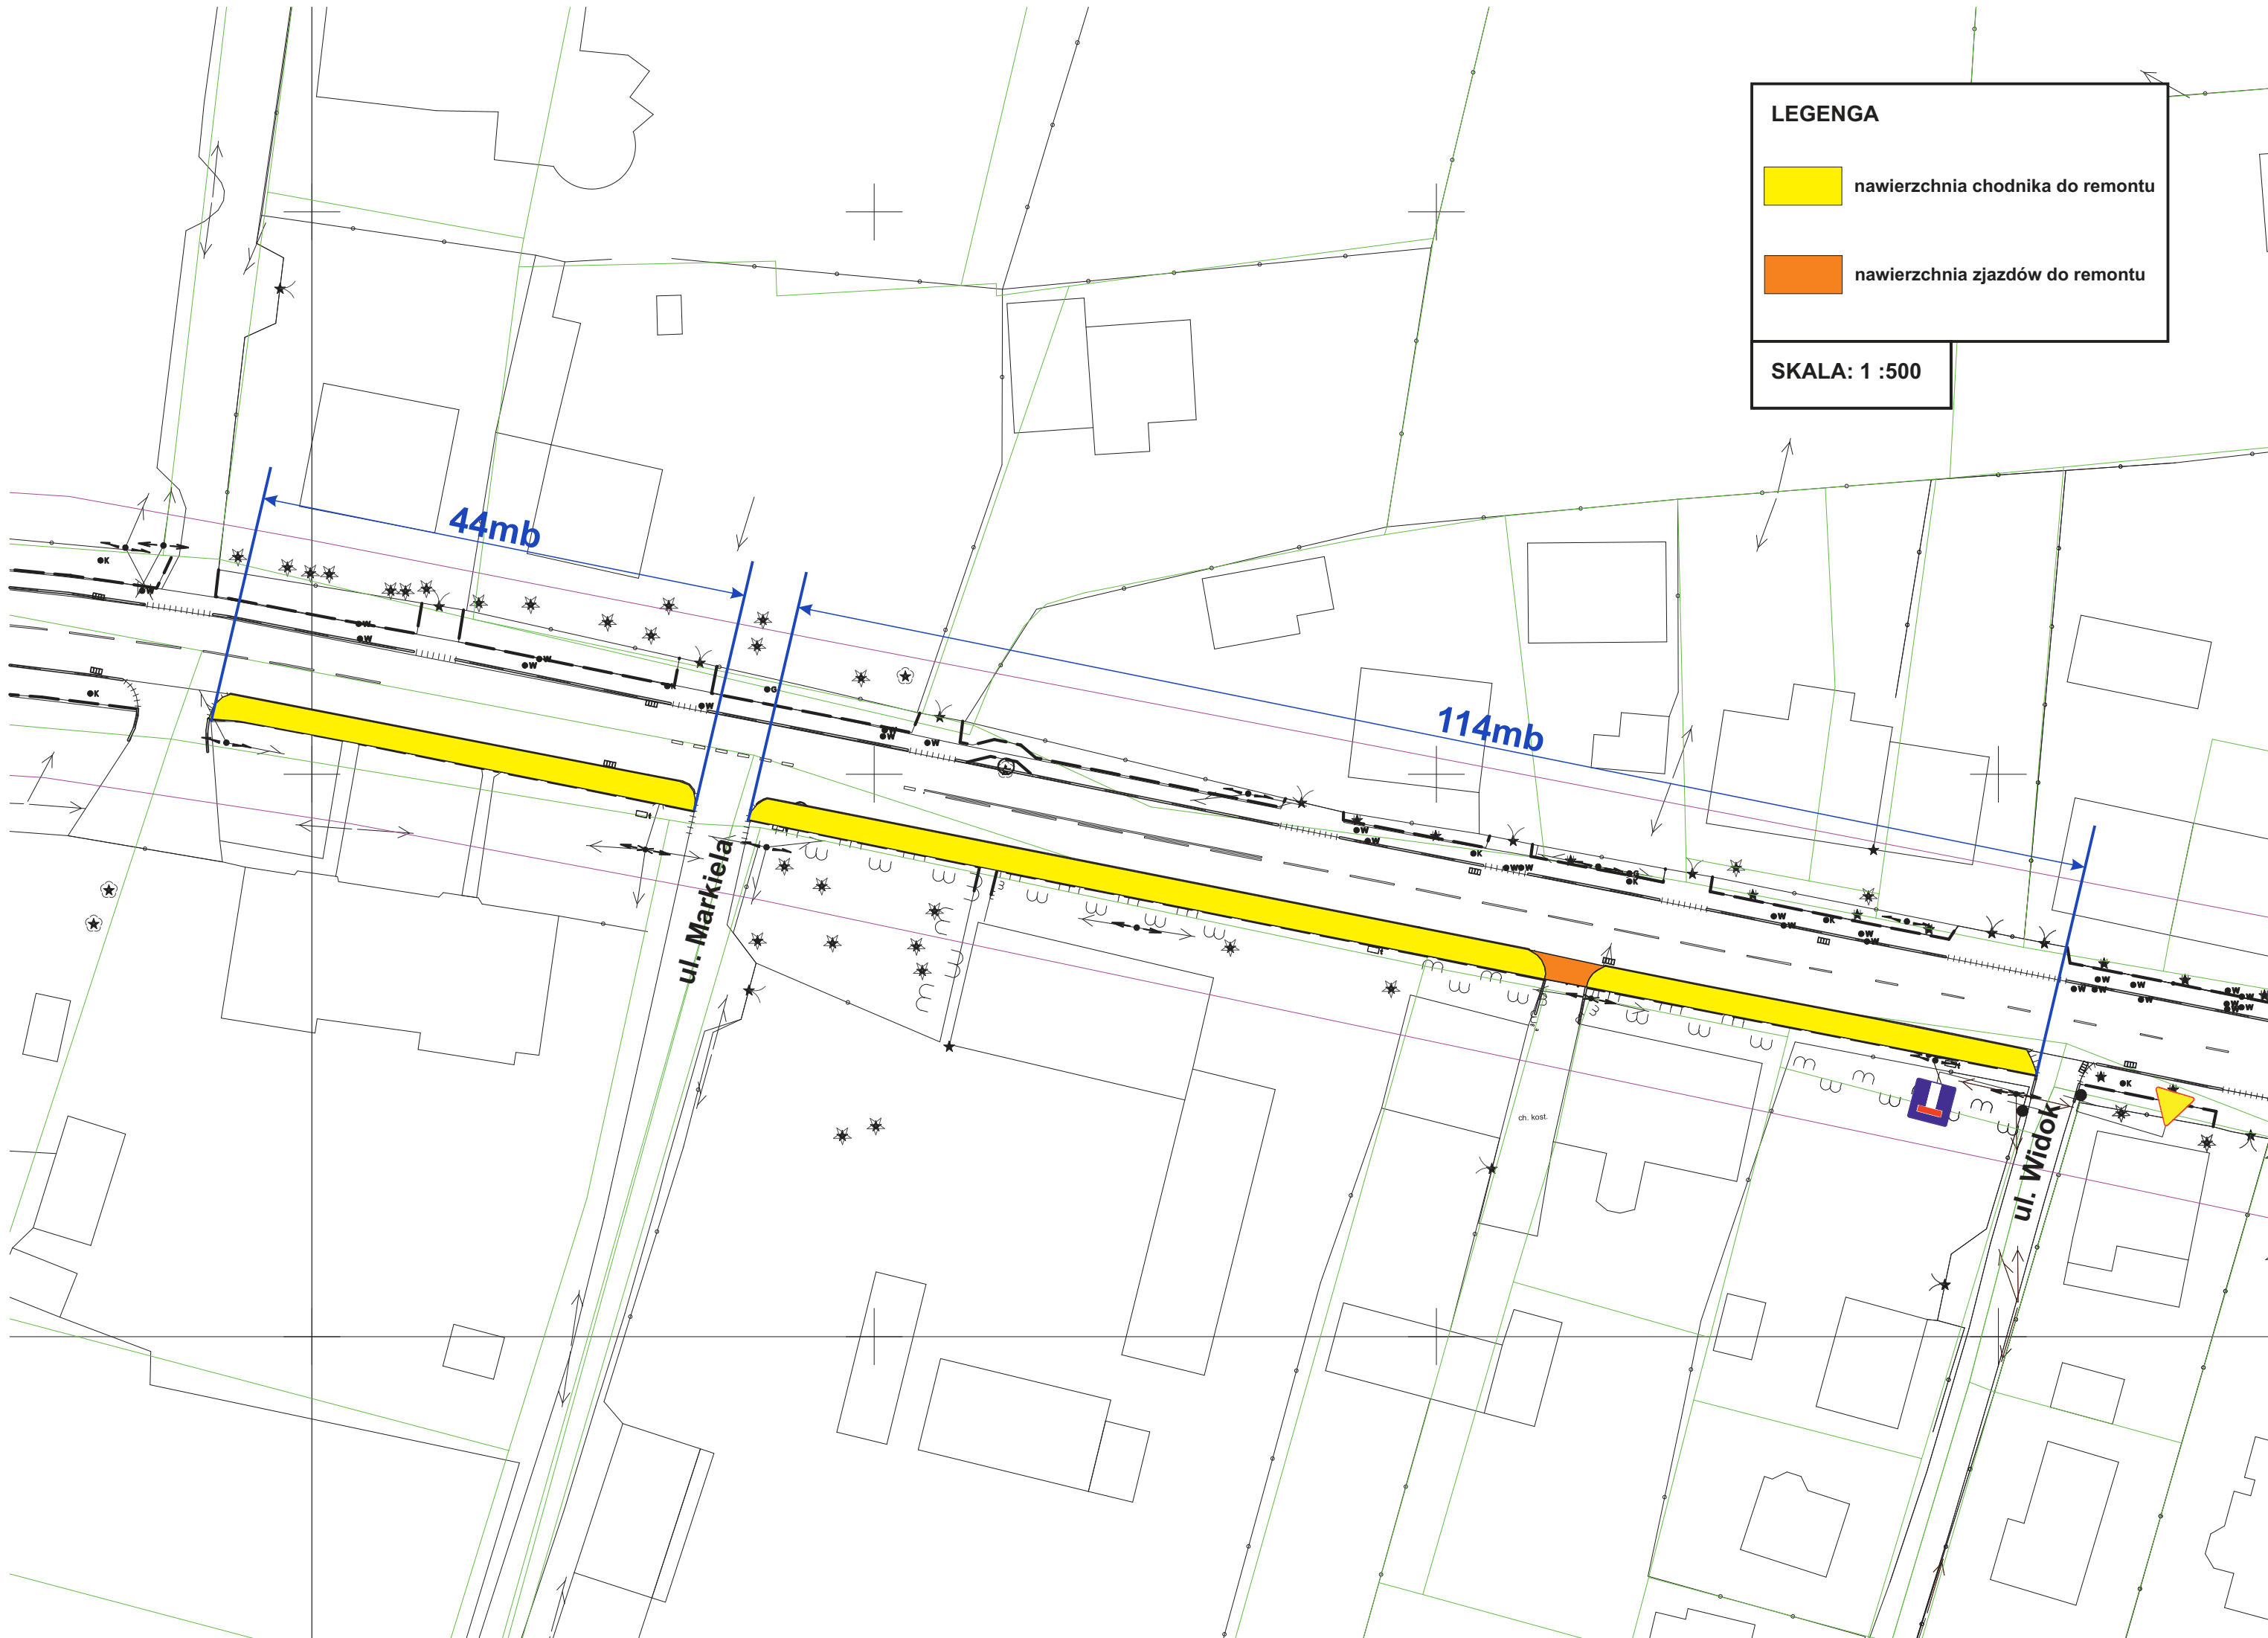 LEGENGA
nawierzchnia chodnika do remontu
nawierzchnia zjazdów do remontu
SKALA: 1 :500
44mb
114mb
ul. Markiela
ul. Widok
ch. kost.